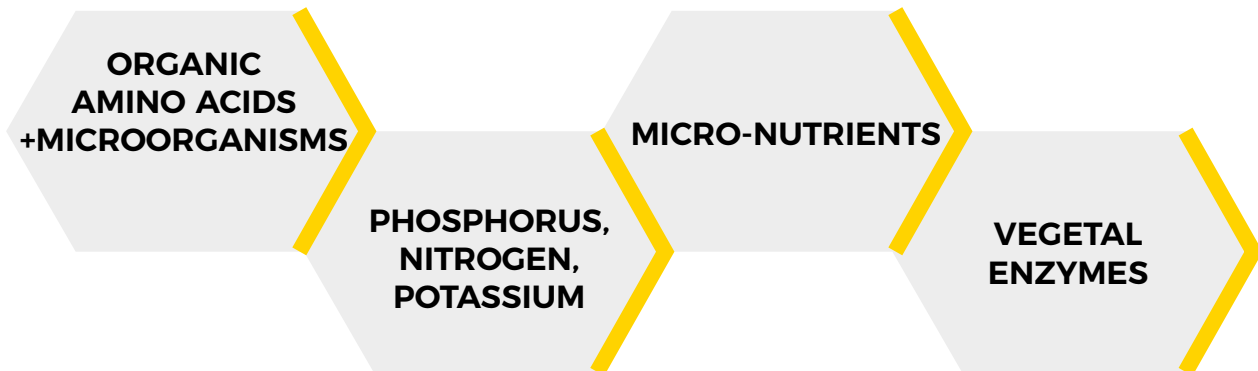 ORGANIC
AMINO ACIDS
+MICROORGANISMS
PHOSPHORUS,
NITROGEN,
POTASSIUM
MICRO-NUTRIENTS
VEGETAL
ENZYMES